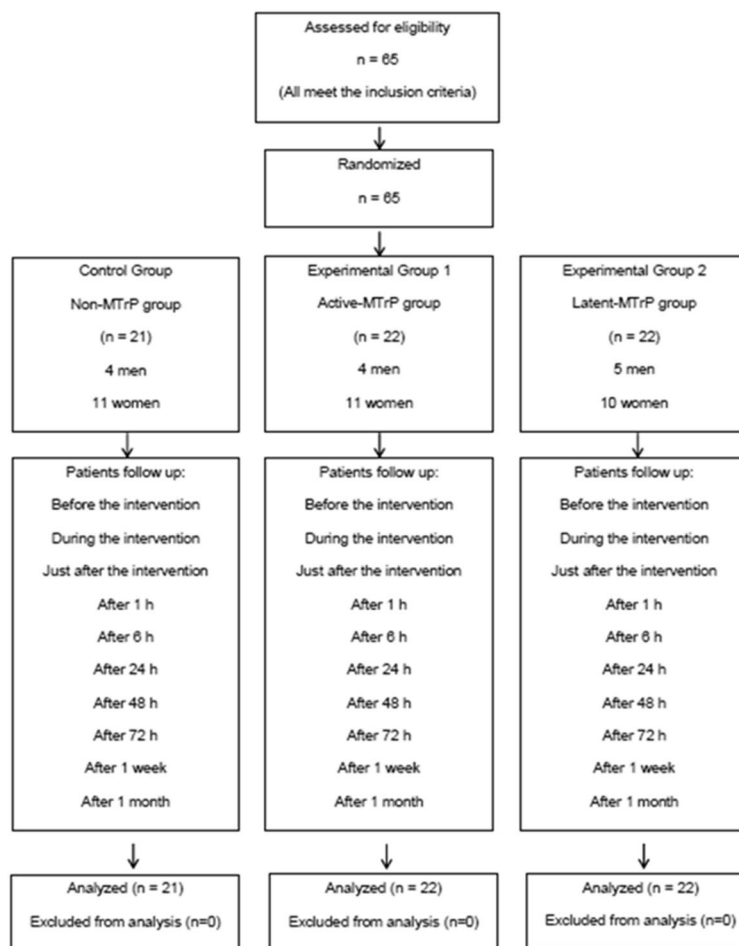 Assessed for eligibility
n = 65
(All meet the inclusion criteria)
Randomized
n = 65
Control Group
Non-MTrP group
(n = 21)
4 men
11 women
Experimental Group 1
Active-MTrP group
(n = 22)
4 men
11 women
Experimental Group 2
Latent-MTrP group
(n = 22)
5 men
10 women
Patients follow up:
Before the intervention
During the intervention
Just after the intervention
After 1 h
After 6 h
After 24 h
After 48 h
After 72 h
After 1 week
After 1 month
Patients follow up:
Before the intervention
During the intervention
Just after the intervention
After 1 h
After 6 h
After 24 h
After 48 h
After 72 h
After 1 week
After 1 month
Patients follow up:
Before the intervention
During the intervention
Just after the intervention
After 1 h
After 6 h
After 24 h
After 48 h
After 72 h
After 1 week
After 1 month
Analyzed (n = 21)
Excluded from analysis (n=0)
Analyzed (n = 22)
Excluded from analysis (n=0)
Analyzed (n = 22)
Excluded from analysis (n=0)